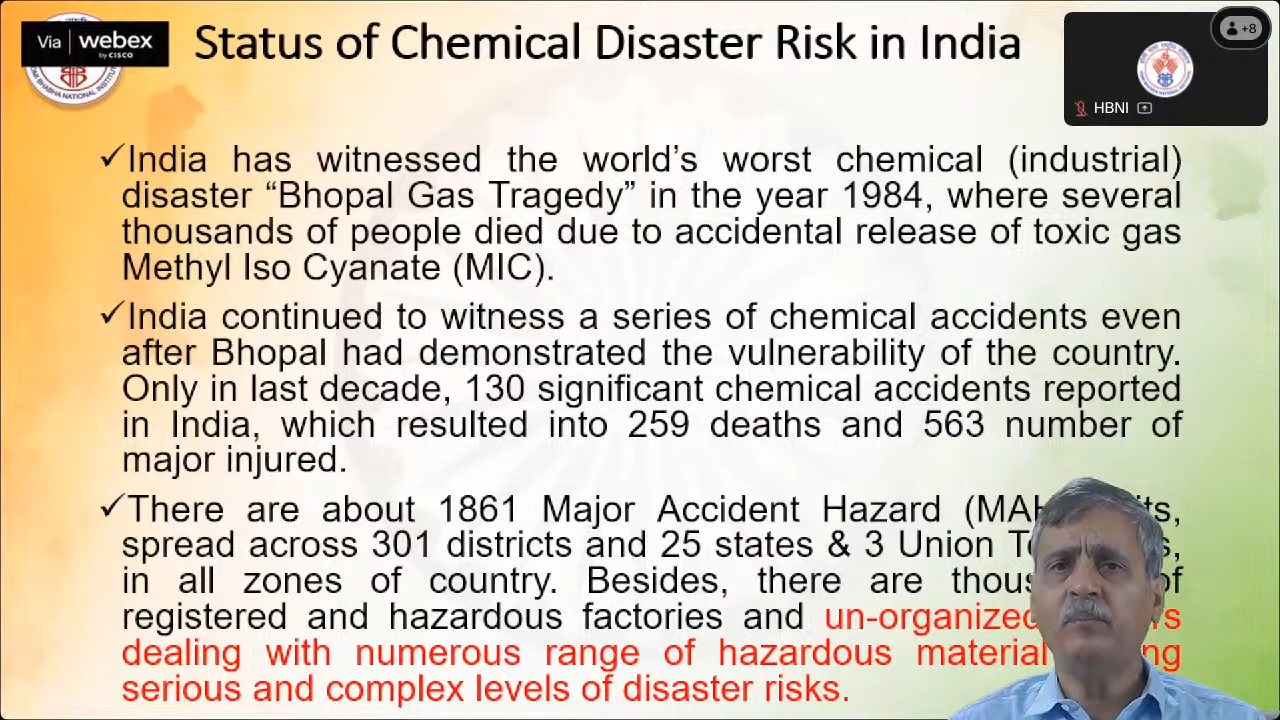 Via webex
by CISCO
BHABHA NATIONAL
Status of Chemical Disaster Risk in India
+8
HBNI
✓India has witnessed the world's worst chemical (industrial)
disaster “Bhopal Gas Tragedy” in the year 1984, where several
thousands of people died due to accidental release of toxic gas
Methyl Iso Cyanate (MIC).
✓India continued to witness a series of chemical accidents even
after Bhopal had demonstrated the vulnerability of the country.
Only in last decade, 130 significant chemical accidents reported
in India, which resulted into 259 deaths and 563 number of
major injured.
✓There are about 1861 Major Accident Hazard
spread across 301 districts and 25 states & 3 Union
in all zones of country. Besides, there are of
registered and hazardous factories and
dealing with numerous range of hazardous
serious and complex levels of disaster risks.